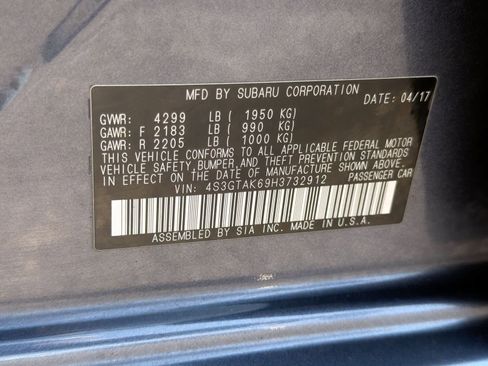 MFD BY SUBARU CORPORATION
DATE: 04/17
GVWR: 4299 LB ( 1950 KG)
GAWR: F 2183 LB ( 990 KG)
GAWR: R 2205 LB ( 1000 KG)
THIS VEHICLE CONFORMS TO ALL APPLICABLE FEDERAL MOTOR
VEHICLE SAFETY,BUMPER,AND THEFT PREVENTION STANDARDS
IN EFFECT ON THE DATE OF MANUFACTURE SHOWN ABOVE.
VIN: 4S3GTAK69H3732912 PASSENGER CAR
ASSEMBLED BY SIA INC. MADE IN U.S.A.